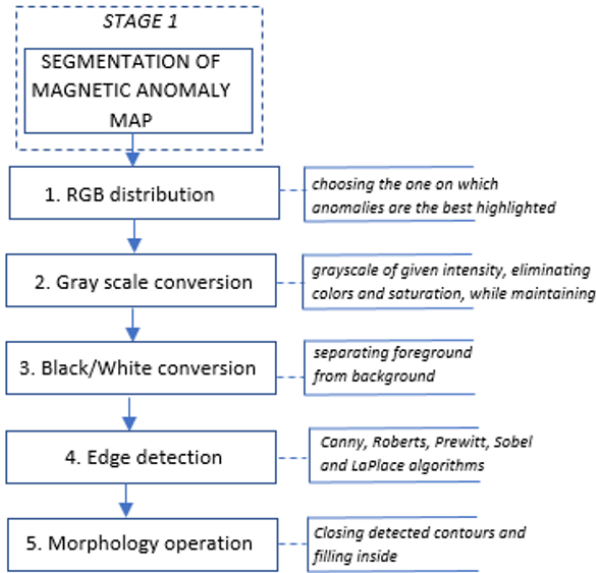 STAGE 1
SEGMENTATION OF
MAGNETIC ANOMALY
MAP
1. RGB distribution
choosing the one on which
anomalies are the best highlighted
2. Gray scale conversion
grayscale of given intensity, eliminating
colors and saturation, while maintaining
3. Black/White conversion
separating foreground
from background
4. Edge detection
Canny, Roberts, Prewitt, Sobel
and LaPlace algorithms
5. Morphology operation
Closing detected contours and
filling inside